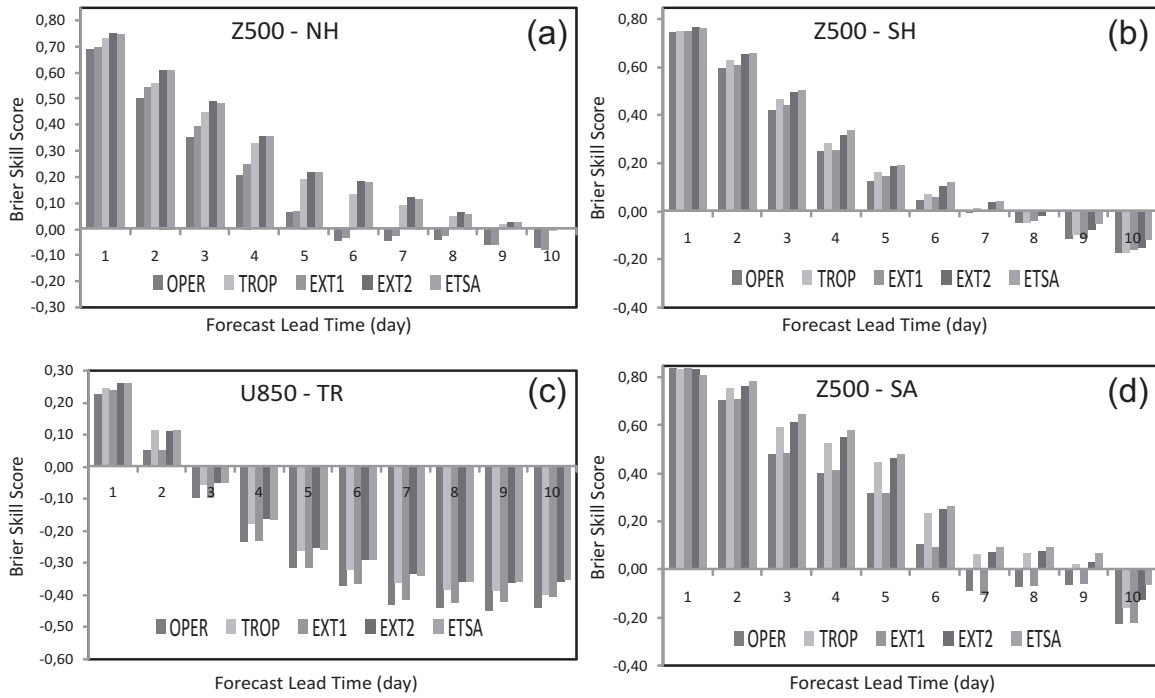 Z500 - NH
(a)
Brier Skill Score
0,80
0,70
0,60
0,50
0,40
0,30
0,20
0,10
0,00
-0,10
-0,20
-0,30
1 2 3 4 5 6 7 8 9 10
OPER TROP EXT1 EXT2 ETSA
Forecast Lead Time (day)
Z500 - SH
(b)
Brier Skill Score
0,80
0,60
0,40
0,20
0,00
-0,20
-0,40
1 2 3 4 5 6 7 8 9 10
OPER TROP EXT1 EXT2 ETSA
Forecast Lead Time (day)
U850 - TR
(c)
Brier Skill Score
0,30
0,20
0,10
0,00
-0,10
-0,20
-0,30
-0,40
-0,50
-0,60
1 2 3 4 5 6 7 8 9 10
OPER TROP EXT1 EXT2 ETSA
Forecast Lead Time (day)
Z500 - SA
(d)
Brier Skill Score
0,80
0,60
0,40
0,20
0,00
-0,20
-0,40
1 2 3 4 5 6 7 8 9 10
OPER TROP EXT1 EXT2 ETSA
Forecast Lead Time (day)